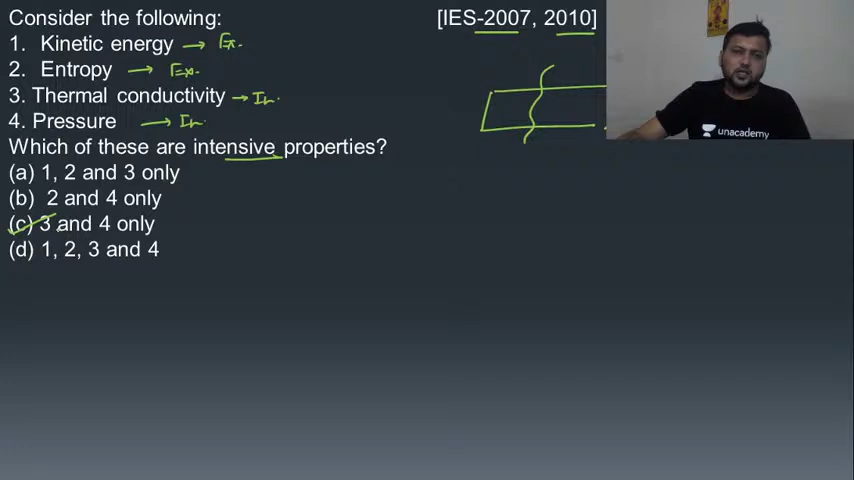 Consider the following: [IES-2007, 2010]
1. Kinetic energy → Ex.
2. Entropy → Ex.
3. Thermal conductivity → In.
4. Pressure → In.
Which of these are intensive properties?
(a) 1, 2 and 3 only
(b) 2 and 4 only
(c) 3 and 4 only
(d) 1, 2, 3 and 4
unacademy